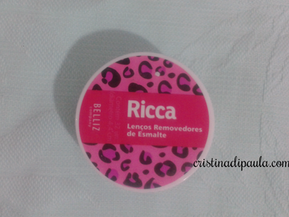 Ricca
Lenços Removedores
de Esmalte
BELLIZ
cristinadipaula.com